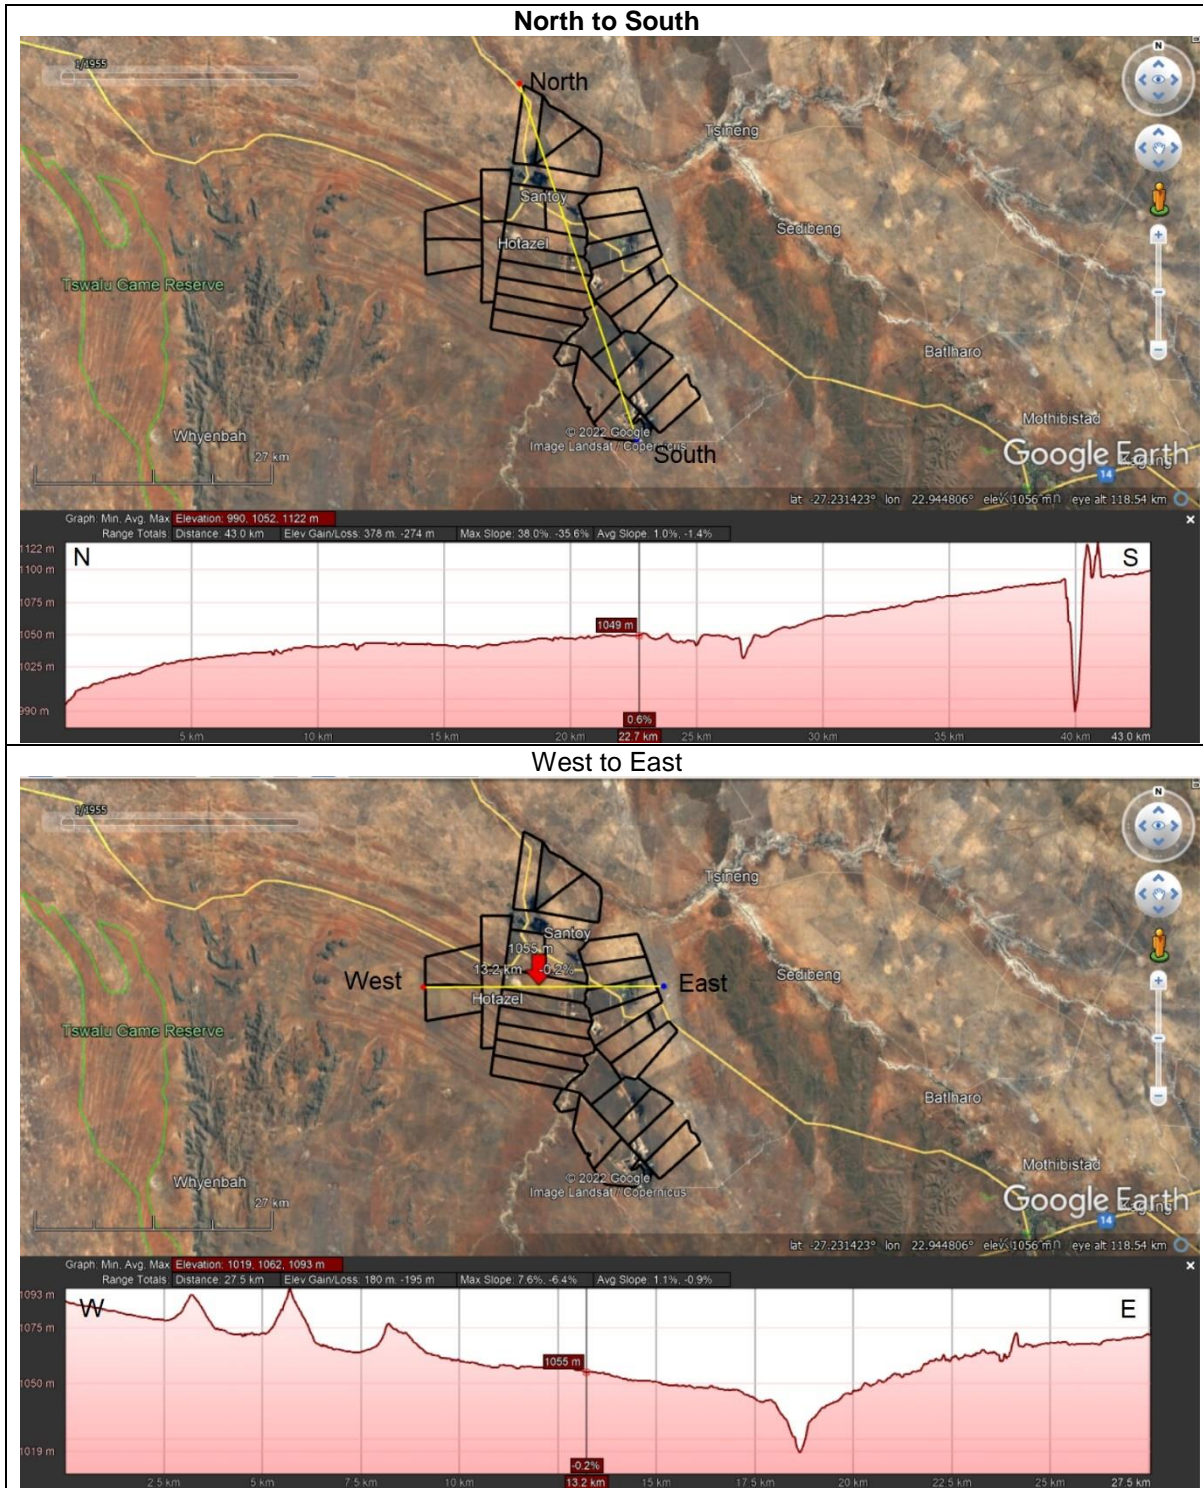 North to South
1/1955
N
North
Tsineng
Santoy
Sedibeng
Hotazel
Tswalu Game Reserve
Batlharo
Mothibistad
Whyenbah
© 2022 Google
Image Landsat / Copernicus
South
27 km
Google Earth
14
lat -27.231423° lon 22.944806° elev 1056 m eye alt 118.54 km
Graph: Min, Avg, Max Elevation: 990, 1052, 1122 m
Range Totals: Distance: 43.0 km Elev Gain/Loss: 378 m, -274 m Max Slope: 38.0%, -35.6% Avg Slope: 1.0%, -1.4%
1122 m
N
S
1100 m
1075 m
1049 m
1050 m
1025 m
990 m
0.6%
5 km 10 km 15 km 20 km 22.7 km 25 km 30 km 35 km 40 km 43.0 km
West to East
1/1955
N
Tsineng
Santoy
1055 m
13.2 km -0.2%
Sedibeng
West
East
Hotazel
Tswalu Game Reserve
Batlharo
Mothibistad
Whyenbah
© 2022 Google
Image Landsat / Copernicus
27 km
Google Earth
14
lat -27.231423° lon 22.944806° elev 1056 m eye alt 118.54 km
Graph: Min, Avg, Max Elevation: 1019, 1062, 1093 m
Range Totals: Distance: 27.5 km Elev Gain/Loss: 180 m, -195 m Max Slope: 7.6%, -6.4% Avg Slope: 1.1%, -0.9%
1093 m
W
E
1075 m
1055 m
1050 m
1019 m
-0.2%
2.5 km 5 km 7.5 km 10 km 13.2 km 15 km 17.5 km 20 km 22.5 km 25 km 27.5 km